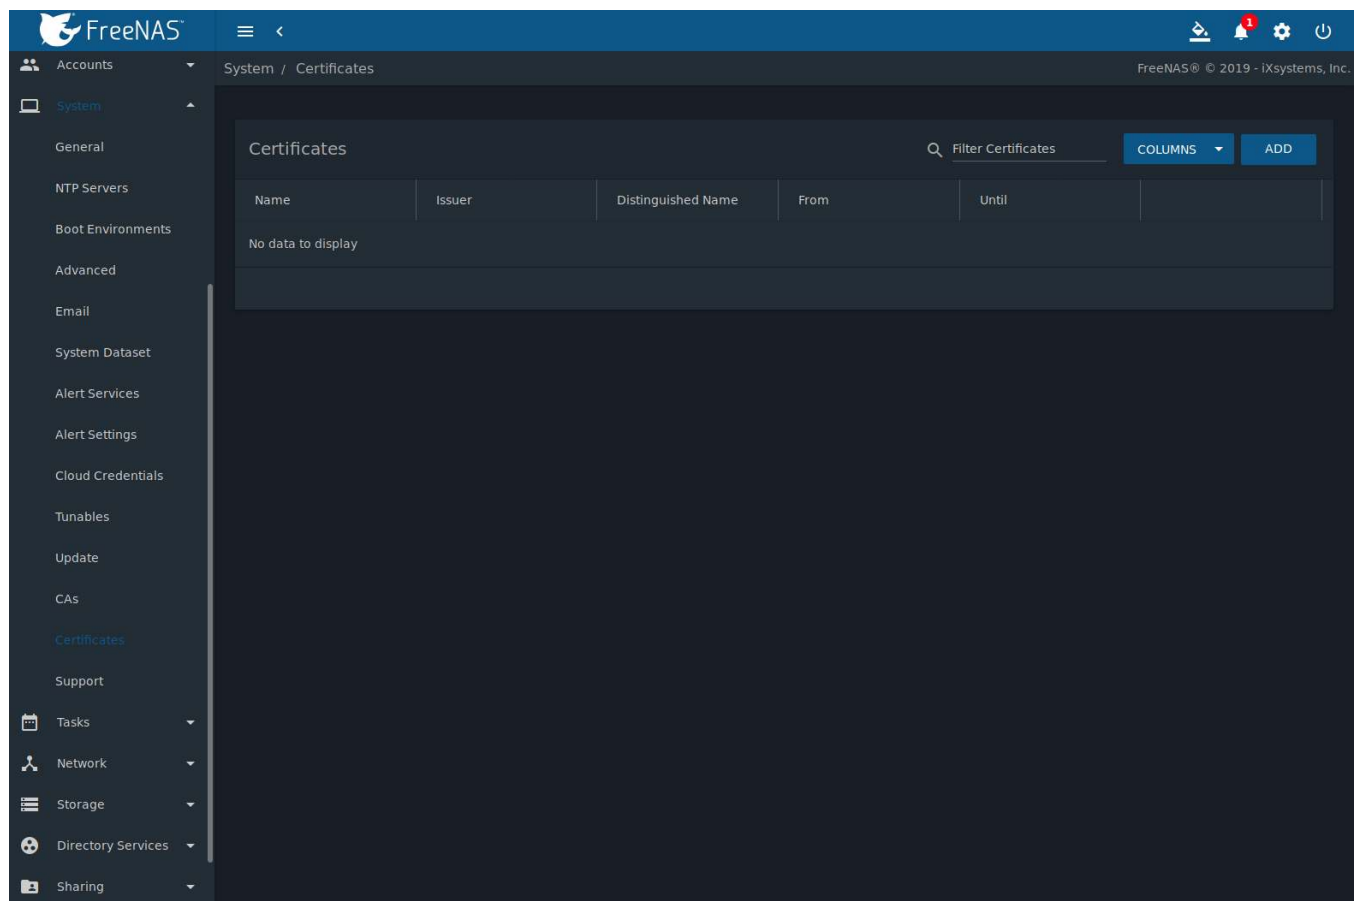 FreeNAS®
1
Accounts
System / Certificates
FreeNAS® © 2019 - iXsystems, Inc.
System
General
NTP Servers
Boot Environments
Advanced
Email
System Dataset
Alert Services
Alert Settings
Cloud Credentials
Tunables
Update
CAs
Certificates
Support
Tasks
Network
Storage
Directory Services
Sharing
Certificates
Filter Certificates
COLUMNS
ADD
Name Issuer Distinguished Name From Until
No data to display